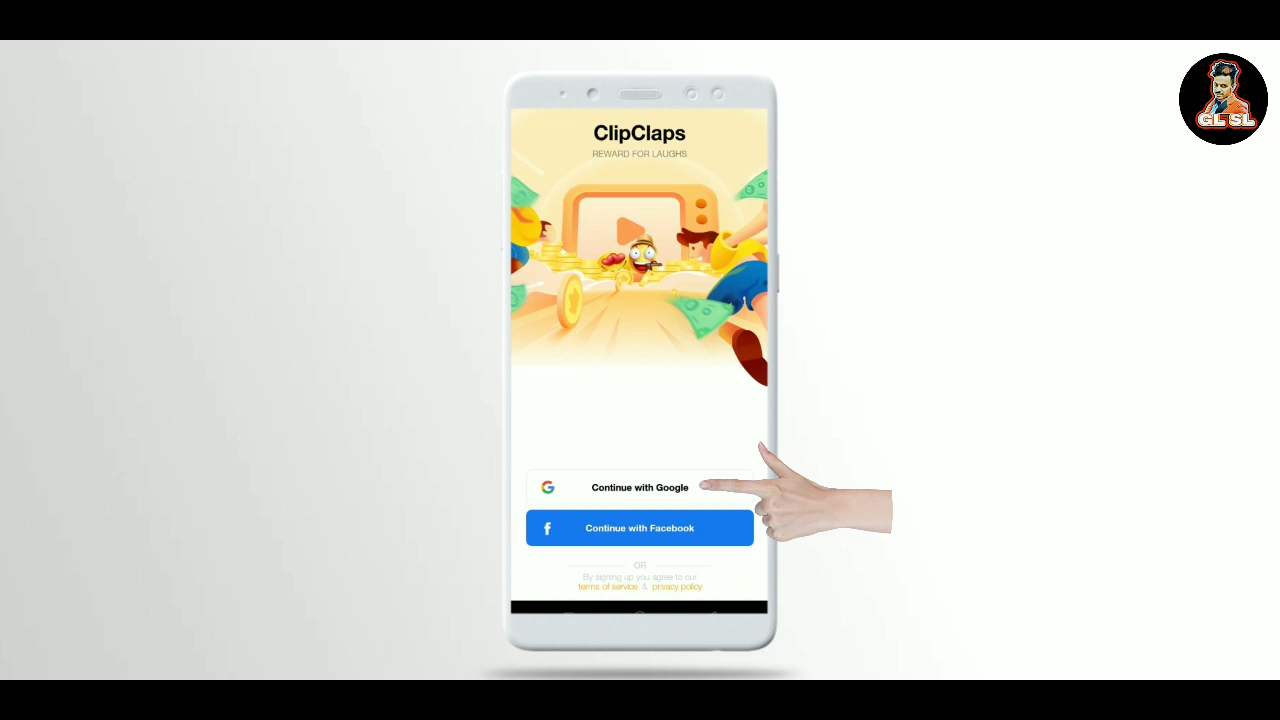 ClipClaps
REWARD FOR LAUGHS
GL SL
Continue with Google
Continue with Facebook
OR
By signing up you agree to our
terms of service & privacy policy